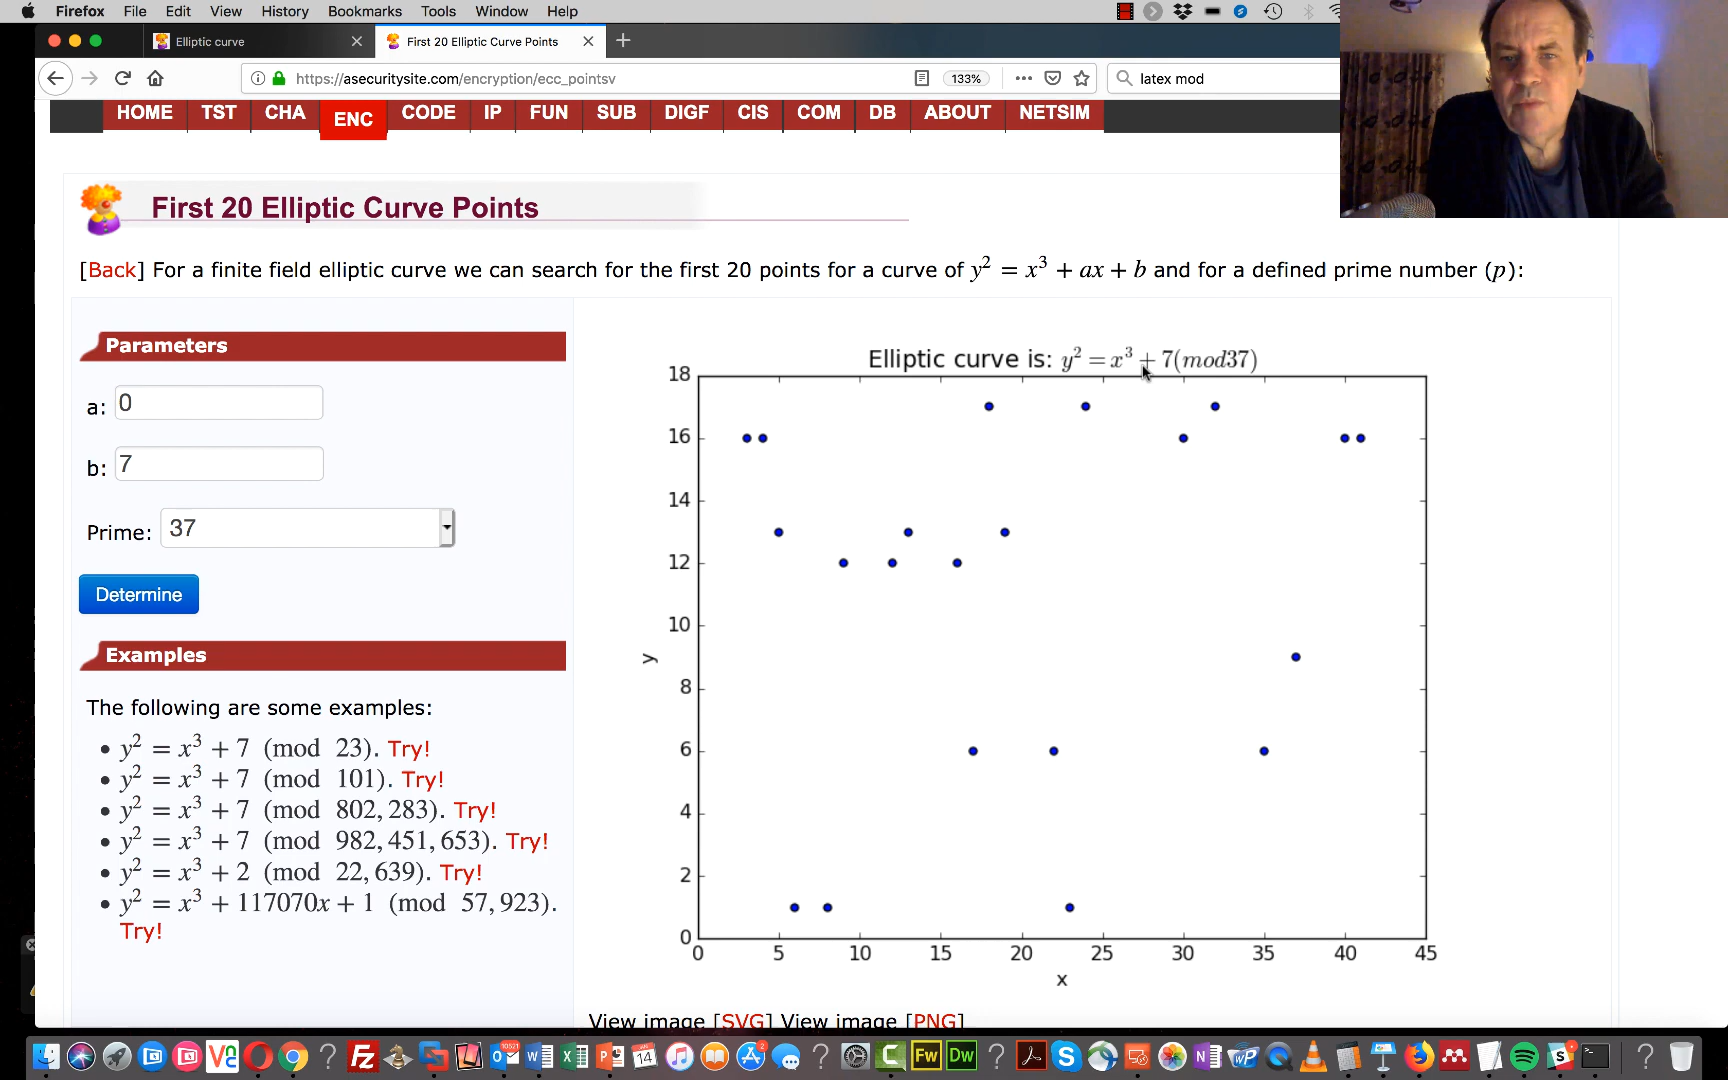 Firefox File Edit View History Bookmarks Tools Window Help
Elliptic curve
First 20 Elliptic Curve Points
https://asecuritysite.com/encryption/ecc_pointsv
133%
latex mod
HOME TST CHA ENC CODE IP FUN SUB DIGF CIS COM DB ABOUT NETSIM
First 20 Elliptic Curve Points
[Back] For a finite field elliptic curve we can search for the first 20 points for a curve of y² = x³ + ax + b and for a defined prime number (p):
Parameters
a: 0
b: 7
Prime: 37
Determine
Examples
The following are some examples:
• y² = x³ + 7 (mod 23). Try!
• y² = x³ + 7 (mod 101). Try!
• y² = x³ + 7 (mod 802, 283). Try!
• y² = x³ + 7 (mod 982, 451, 653). Try!
• y² = x³ + 2 (mod 22, 639). Try!
• y² = x³ + 117070x + 1 (mod 57, 923).
Try!
Elliptic curve is: y² = x³ + 7(mod37)
18
16
14
12
10
8
6
4
2
0
y
0 5 10 15 20 25 30 35 40 45
x
View image [SVG] View image [PNG]